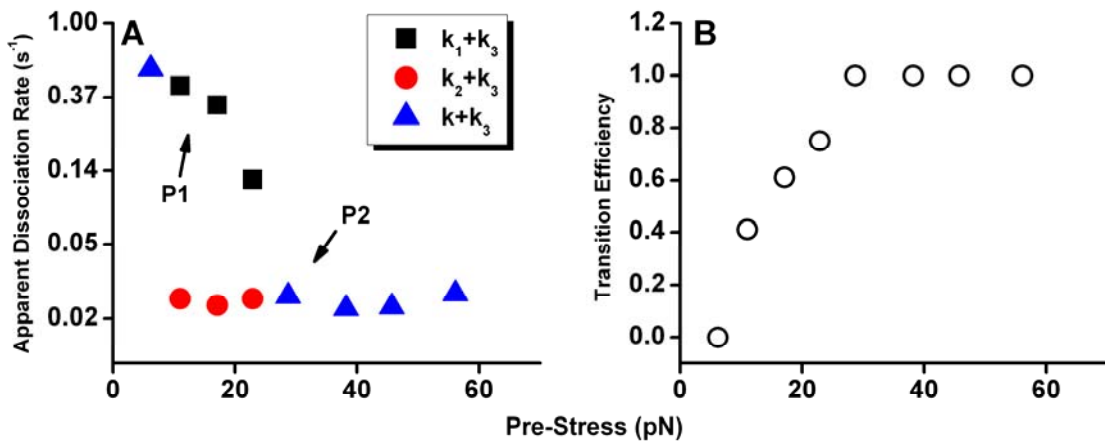 A
Apparent Dissociation Rate (s⁻¹)
1.00
0.37
0.14
0.05
0.02
k₁+k₃
k₂+k₃
k+k₃
P1
P2
0 20 40 60
B
Transition Efficiency
1.2
1.0
0.8
0.6
0.4
0.2
0.0
0 20 40 60
Pre-Stress (pN)